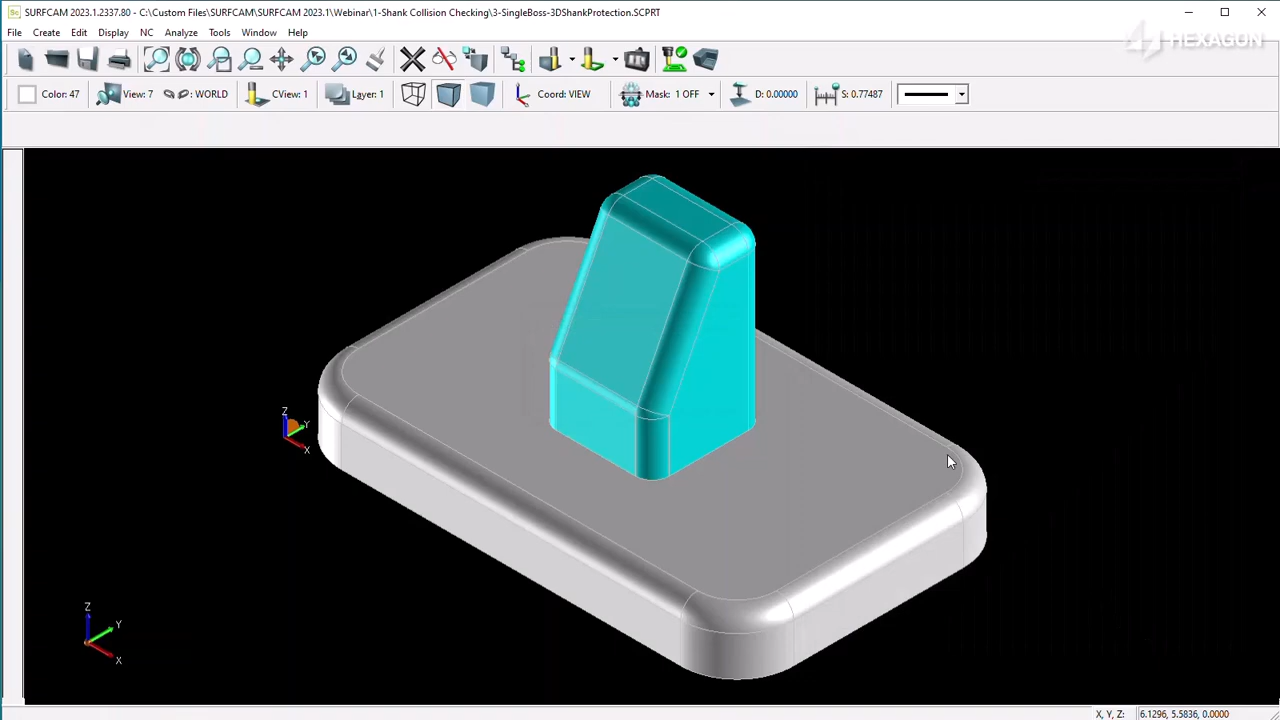 SURFCAM 2023.1.2337.80 - C:\Custom Files\SURFCAM\SURFCAM 2023.1\Webinar\1-Shank Collision Checking\3-SingleBoss-3DShankProtection.SCPRT
File Create Edit Display NC Analyze Tools Window Help
HEXAGON
Color: 47 View: 7 : WORLD CView: 1 Layer: 1 Coord: VIEW Mask: 1 OFF D: 0.00000 S: 0.77487
Z
Y
X
Z
Y
X
X, Y, Z: 6.1296, 5.5836, 0.0000